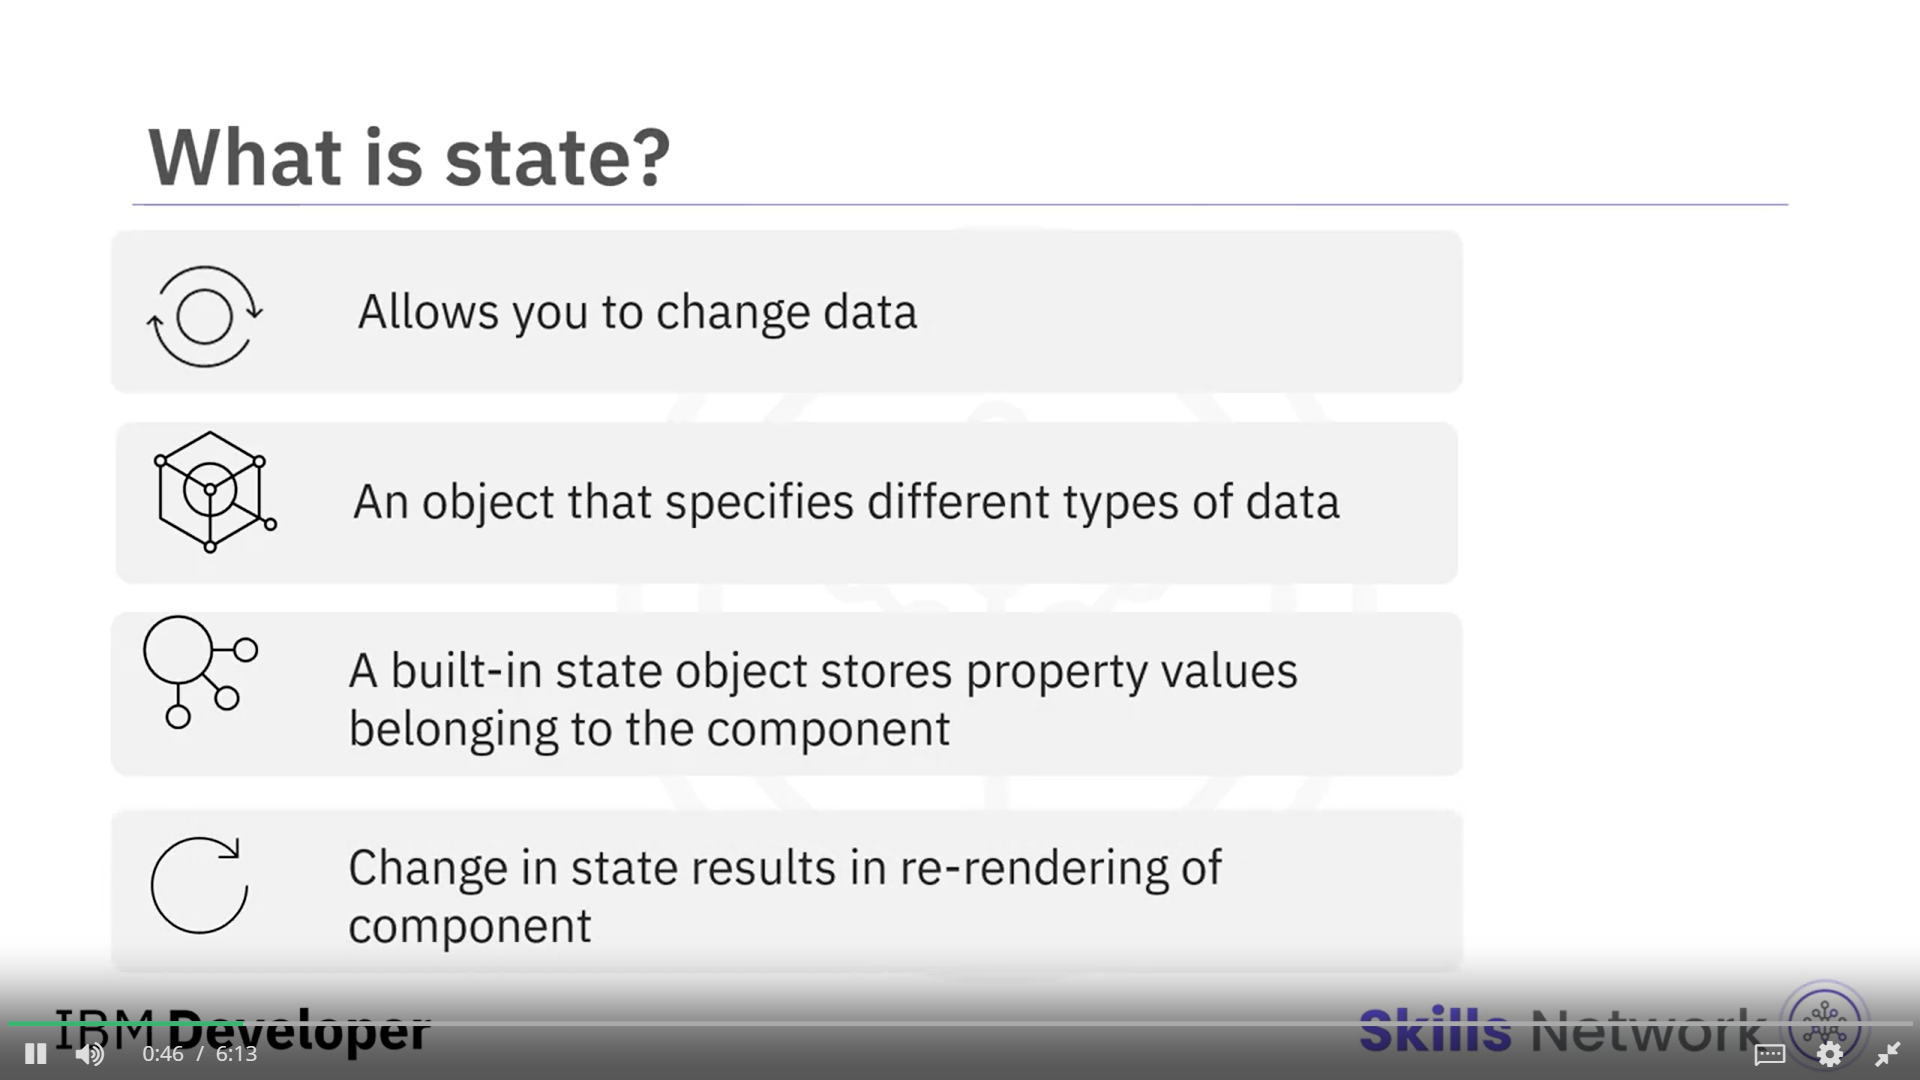 What is state?
Allows you to change data
An object that specifies different types of data
A built-in state object stores property values
belonging to the component
Change in state results in re-rendering of
component
IBM Developer
Skills Network
0:46 / 6:13